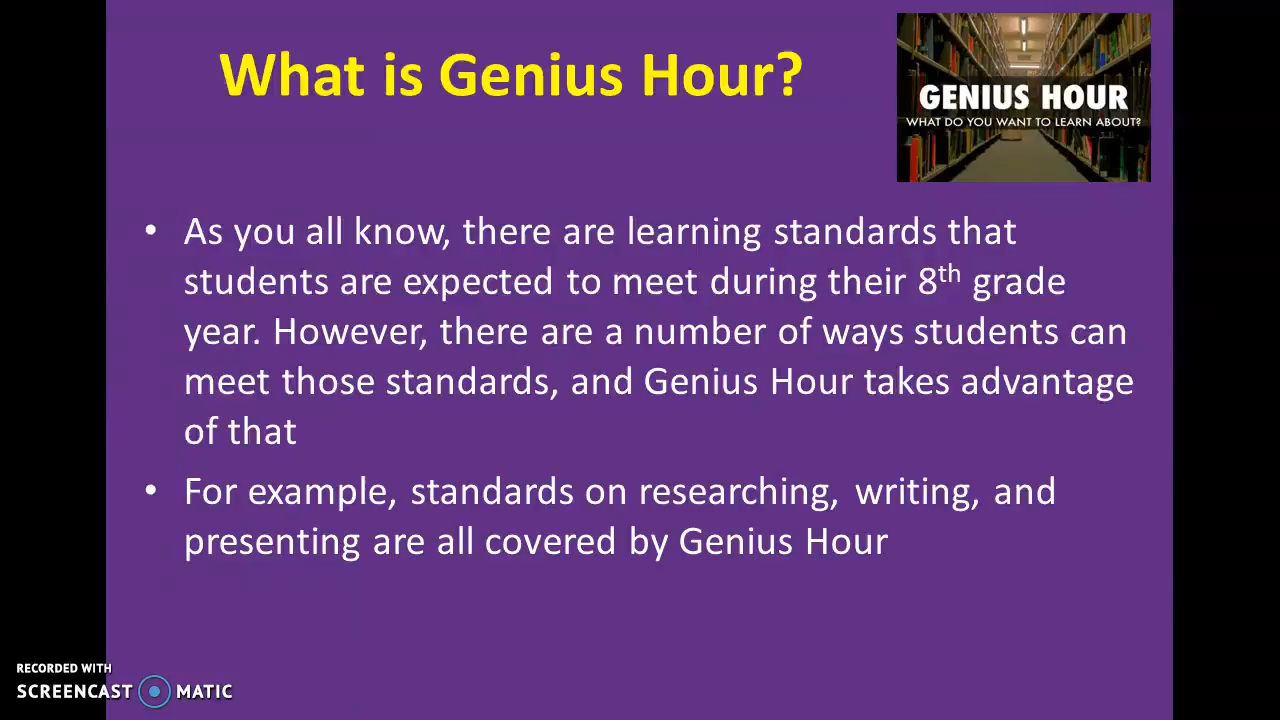 What is Genius Hour?
GENIUS HOUR
WHAT DO YOU WANT TO LEARN ABOUT?
• As you all know, there are learning standards that
students are expected to meet during their 8th grade
year. However, there are a number of ways students can
meet those standards, and Genius Hour takes advantage
of that
• For example, standards on researching, writing, and
presenting are all covered by Genius Hour
RECORDED WITH
SCREENCAST MATIC